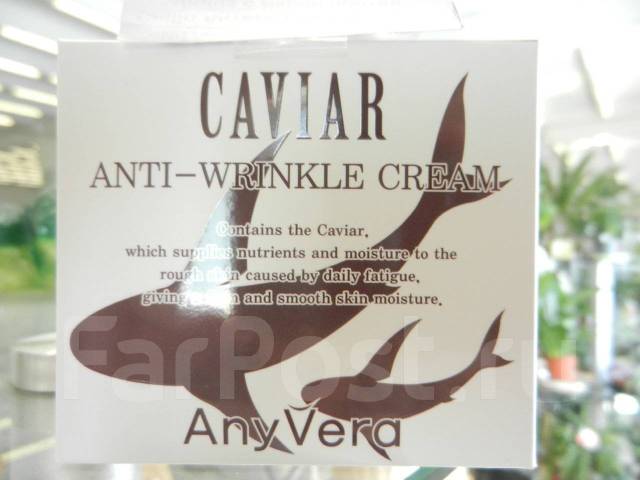 CAVIAR
ANTI-WRINKLE CREAM
Contains the Caviar,
which supplies nutrients and moisture to the
rough skin caused by daily fatigue,
giving and smooth skin moisture.
FarPost.ru
AnyVera